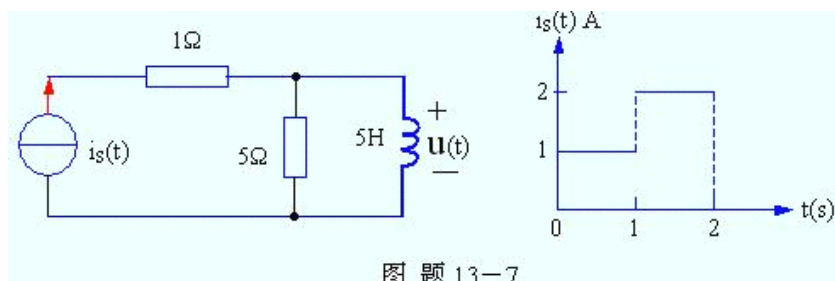 is(t) A
1Ω
2
is(t)
5Ω
5H
+
u(t)
—
1
0
1
2
t(s)
图 题 13－7